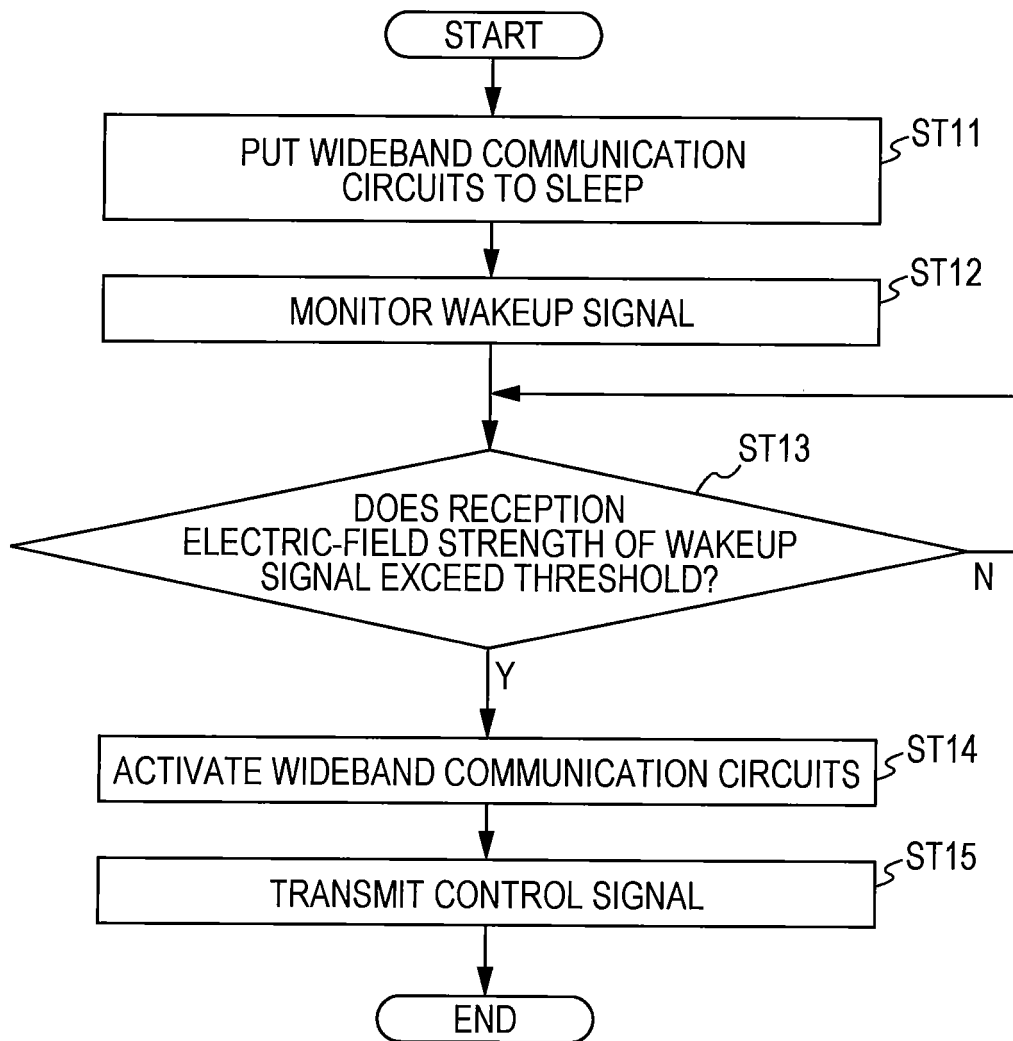 START
PUT WIDEBAND COMMUNICATION
CIRCUITS TO SLEEP
ST11
MONITOR WAKEUP SIGNAL
ST12
ST13
DOES RECEPTION
ELECTRIC-FIELD STRENGTH OF WAKEUP
SIGNAL EXCEED THRESHOLD?
N
Y
ACTIVATE WIDEBAND COMMUNICATION CIRCUITS
ST14
TRANSMIT CONTROL SIGNAL
ST15
END